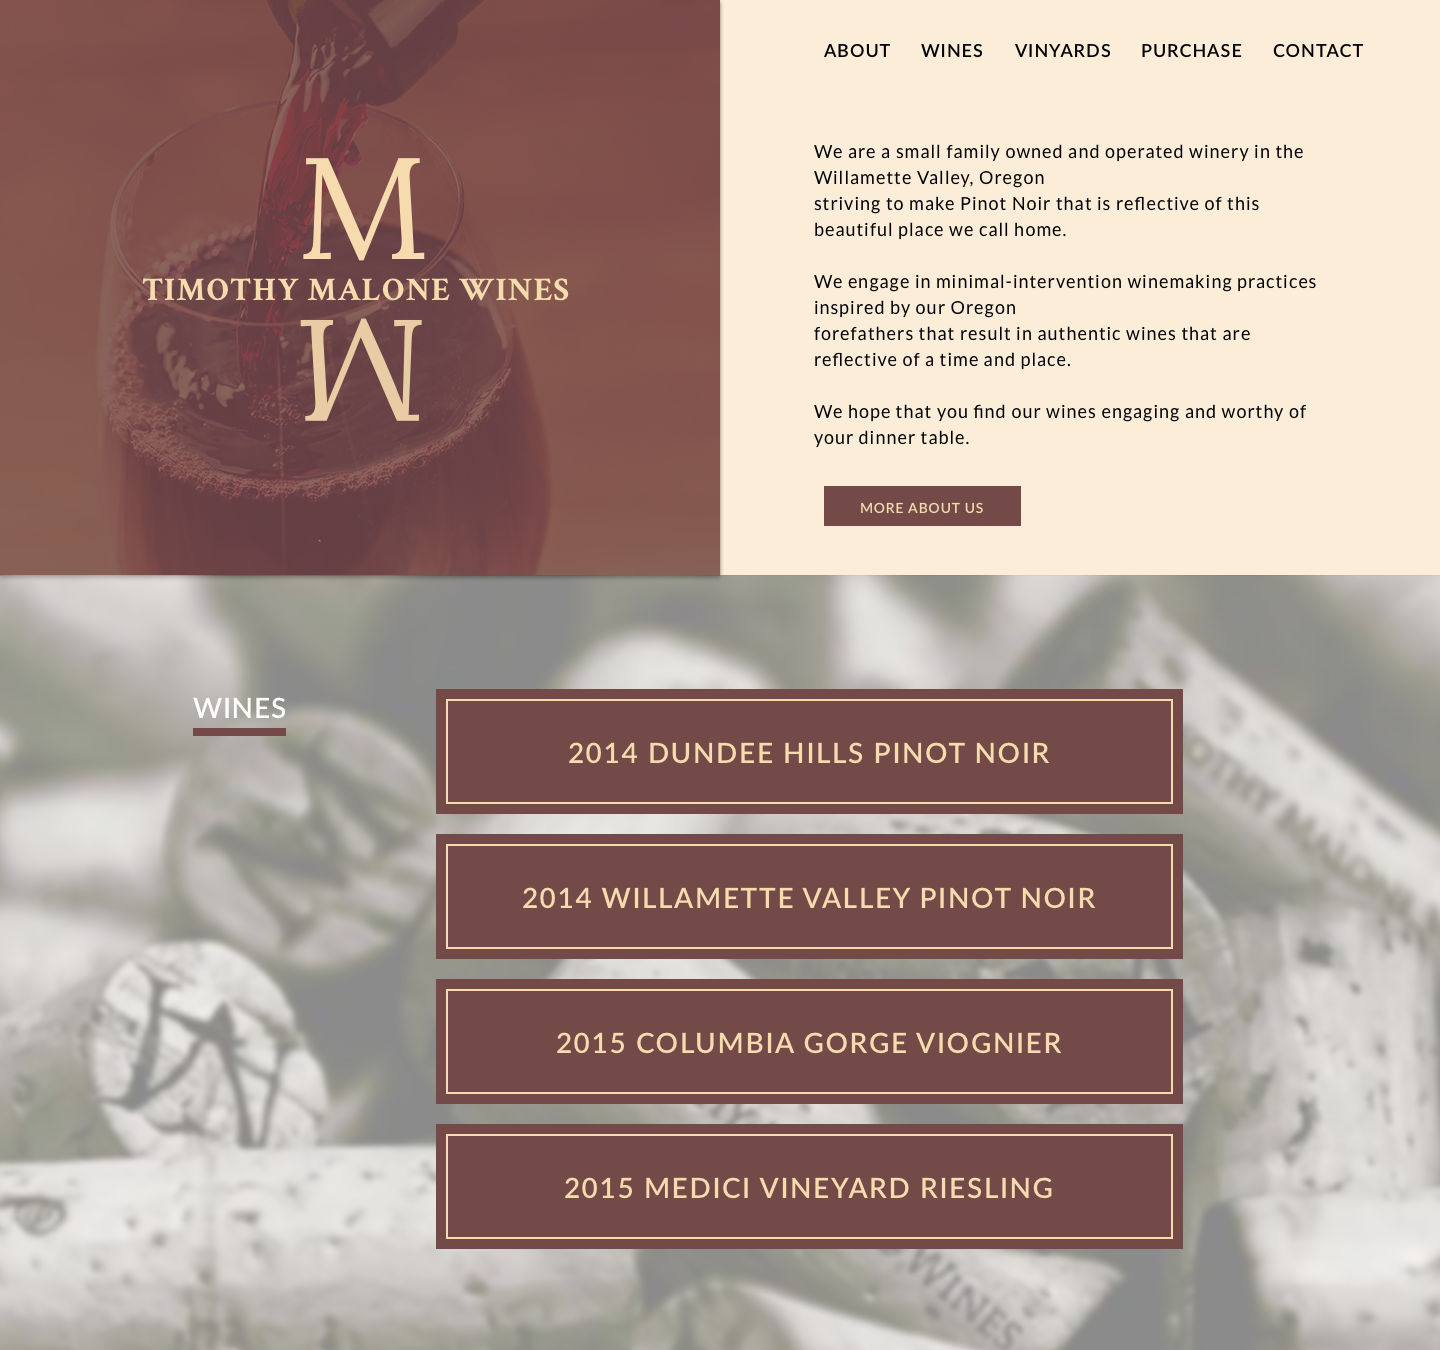 M
TIMOTHY MALONE WINES
M
ABOUT WINES VINYARDS PURCHASE CONTACT
We are a small family owned and operated winery in the
Willamette Valley, Oregon
striving to make Pinot Noir that is reflective of this
beautiful place we call home.
We engage in minimal-intervention winemaking practices
inspired by our Oregon
forefathers that result in authentic wines that are
reflective of a time and place.
We hope that you find our wines engaging and worthy of
your dinner table.
MORE ABOUT US
WINES
2014 DUNDEE HILLS PINOT NOIR
2014 WILLAMETTE VALLEY PINOT NOIR
2015 COLUMBIA GORGE VIOGNIER
2015 MEDICI VINEYARD RIESLING
OTHY MALONE
WINES